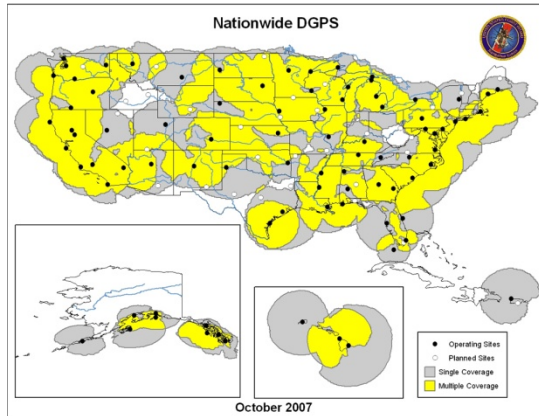 Nationwide DGPS
Operating Sites
Planned Sites
Single Coverage
Multiple Coverage
October 2007